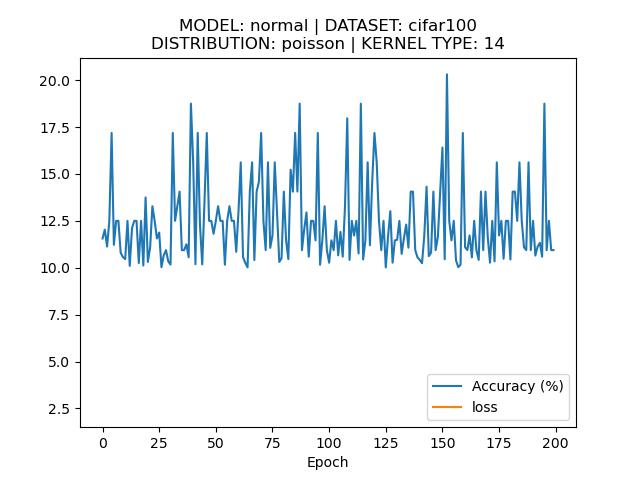 MODEL: normal | DATASET: cifar100
DISTRIBUTION: poisson | KERNEL TYPE: 14
20.0
17.5
15.0
12.5
10.0
7.5
5.0
2.5
Accuracy (%)
loss
0 25 50 75 100 125 150 175 200
Epoch